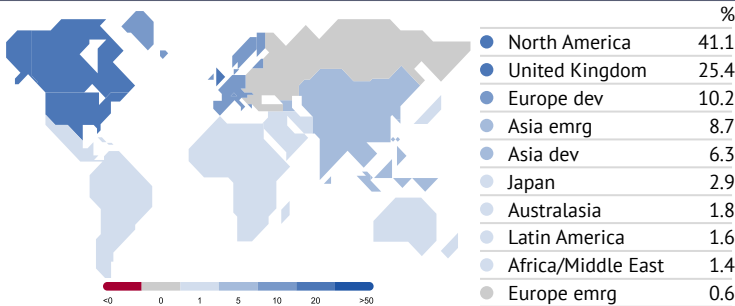 %
North America 41.1
United Kingdom 25.4
Europe dev 10.2
Asia emrg 8.7
Asia dev 6.3
Japan 2.9
Australasia 1.8
Latin America 1.6
Africa/Middle East 1.4
Europe emrg 0.6
<0 0 1 5 10 20 >50